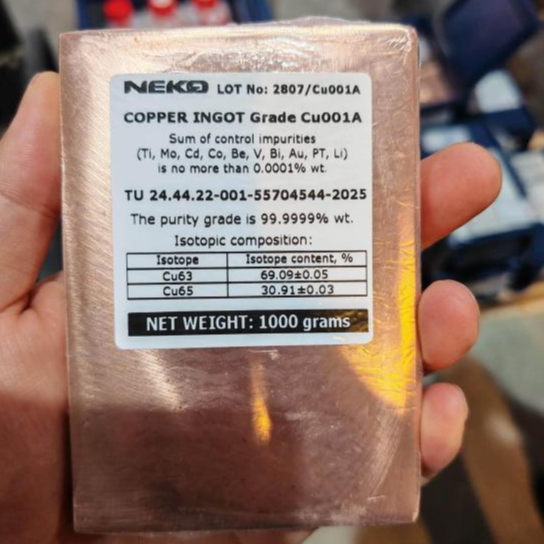 NEKO LOT No: 2807/Cu001A
COPPER INGOT Grade Cu001A
Sum of control impurities
(Ti, Mo, Cd, Co, Be, V, Bi, Au, PT, Li)
is no more than 0.0001% wt.
TU 24.44.22-001-55704544-2025
The purity grade is 99.9999% wt.
Isotopic composition:
Isotope Isotope content, %
Cu63 69.09±0.05
Cu65 30.91±0.03
NET WEIGHT: 1000 grams